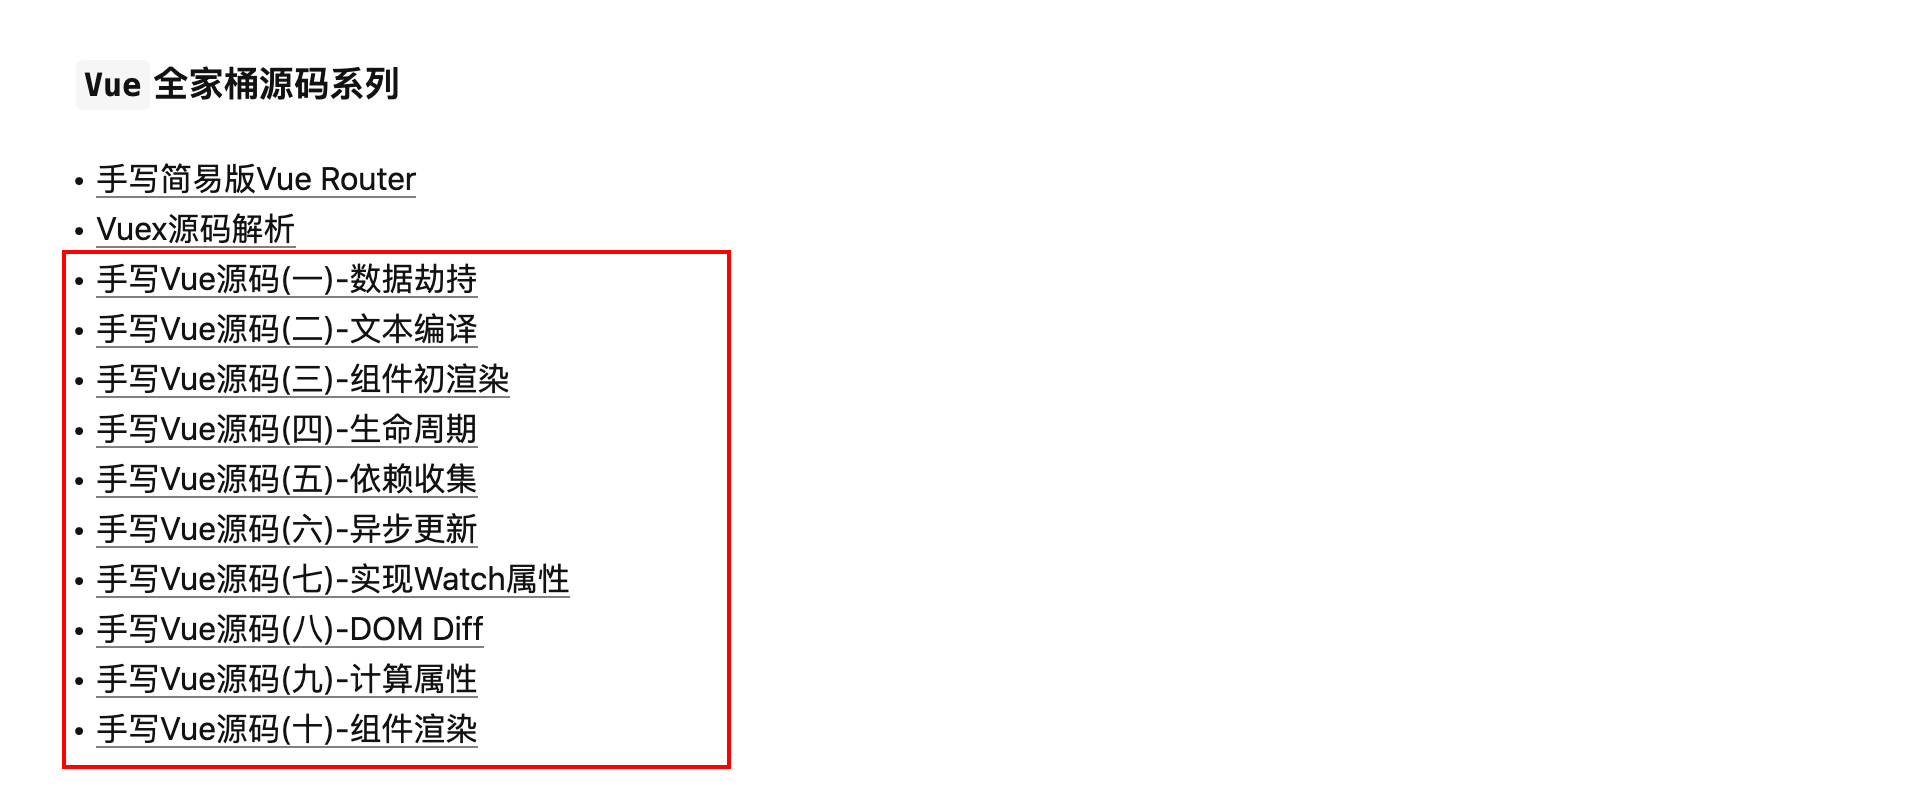 Vue 全家桶源码系列
• 手写简易版Vue Router
• Vuex源码解析
• 手写Vue源码(一)-数据劫持
• 手写Vue源码(二)-文本编译
• 手写Vue源码(三)-组件初渲染
• 手写Vue源码(四)-生命周期
• 手写Vue源码(五)-依赖收集
• 手写Vue源码(六)-异步更新
• 手写Vue源码(七)-实现Watch属性
• 手写Vue源码(八)-DOM Diff
• 手写Vue源码(九)-计算属性
• 手写Vue源码(十)-组件渲染